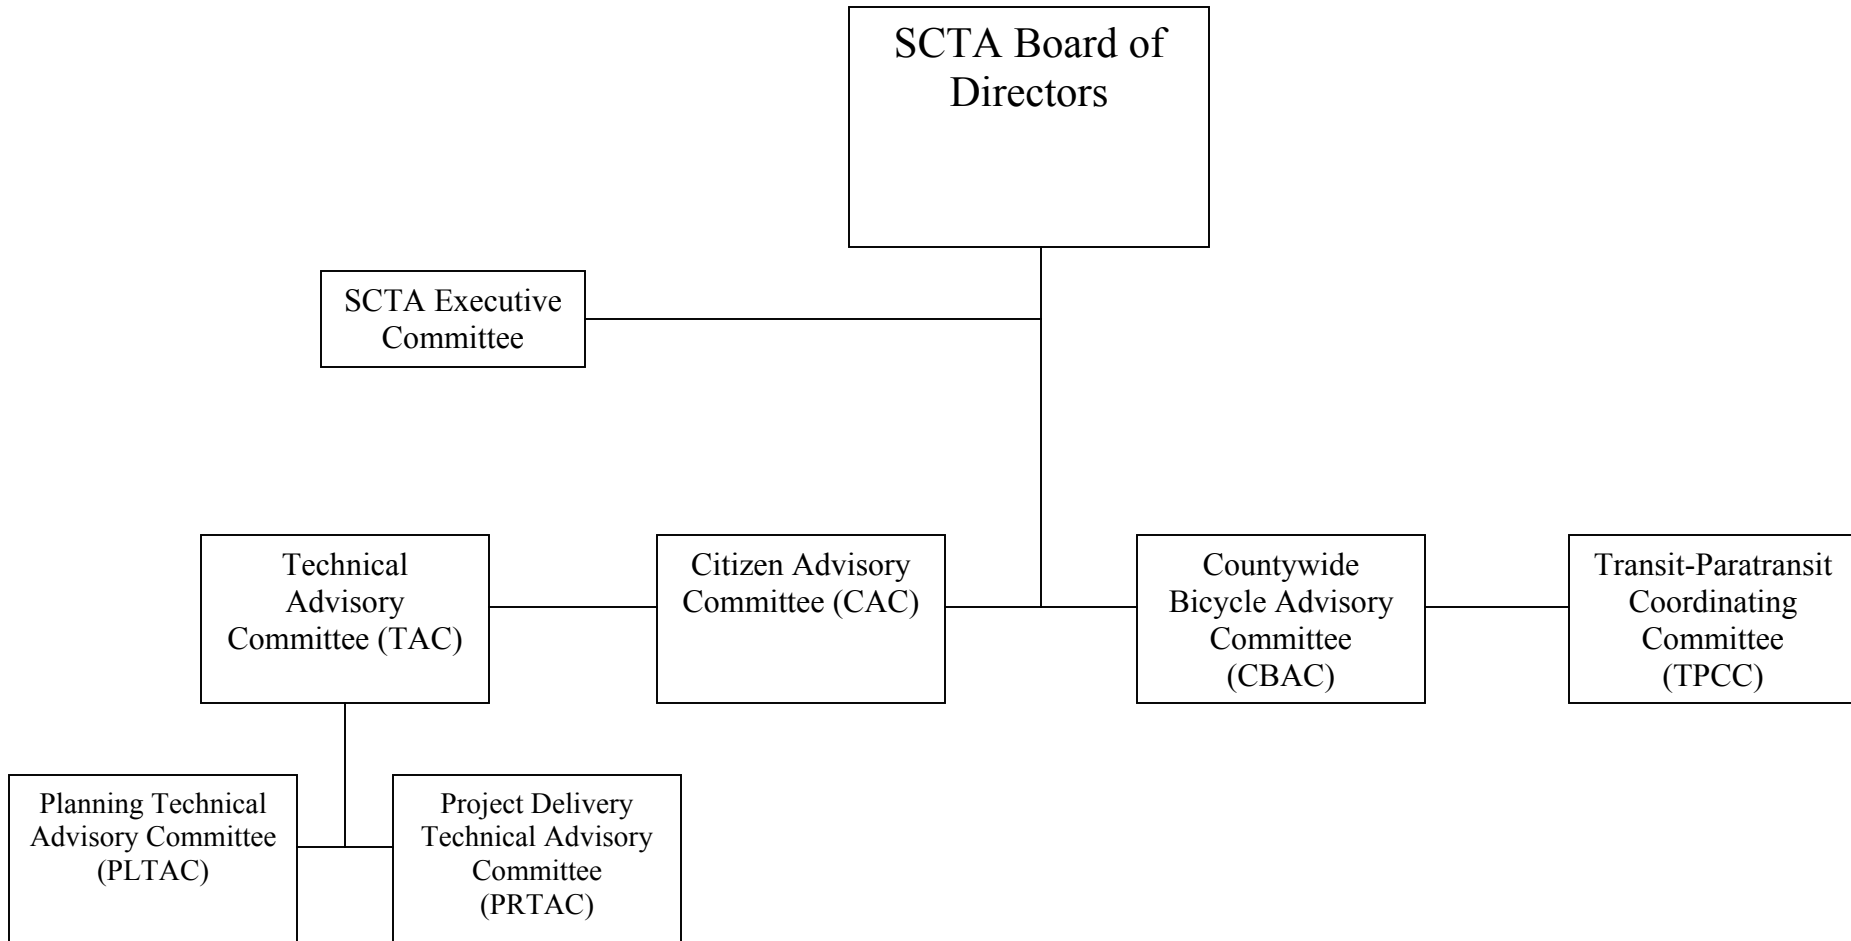 SCTA Board of
Directors
SCTA Executive
Committee
Technical
Advisory
Committee (TAC)
Citizen Advisory
Committee (CAC)
Countywide
Bicycle Advisory
Committee
(CBAC)
Transit-Paratransit
Coordinating
Committee
(TPCC)
Planning Technical
Advisory Committee
(PLTAC)
Project Delivery
Technical Advisory
Committee
(PRTAC)